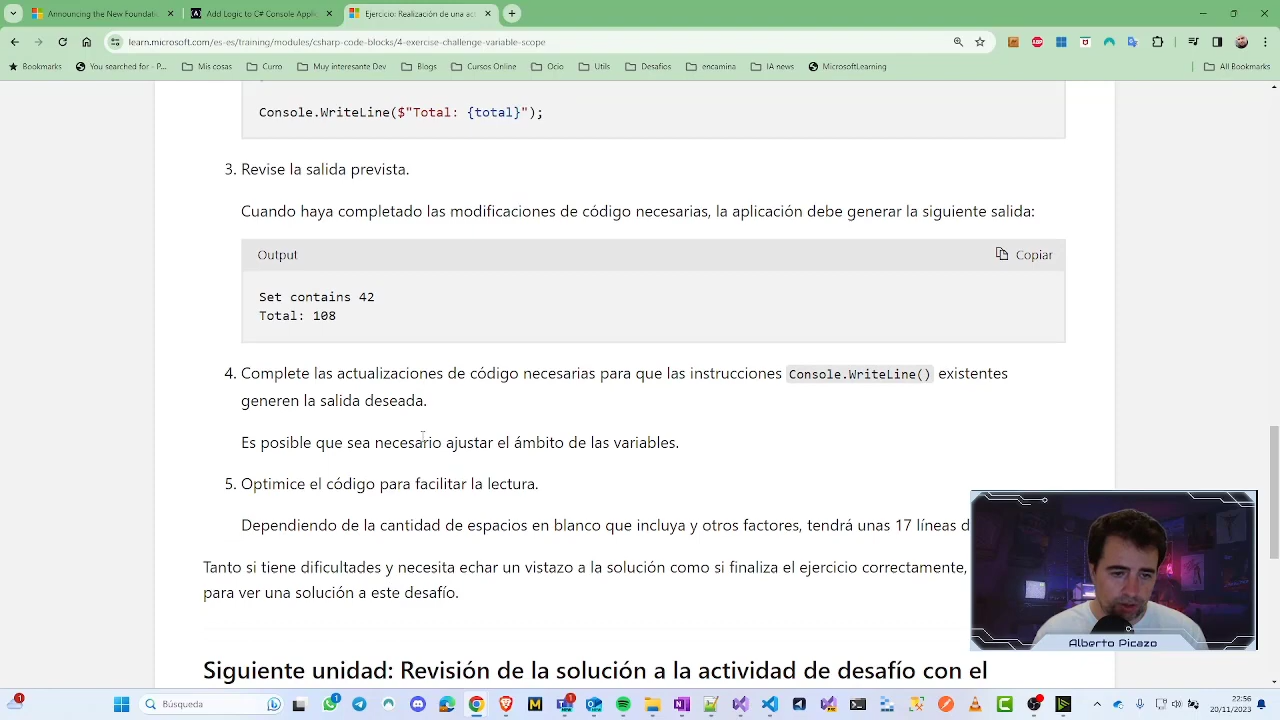 Announcing the New Foundati
Add Logic to C# Console Applic
Ejercicio: Realización de una ac
learn.microsoft.com/es-es/training/modules/csharp-code-blocks/4-exercise-challenge-variable-scope
Bookmarks
You searched for - P...
Mis cosas
Curro
Muy interesante Dev
Blogs
Cursos Online
Ocio
Utils
Desafios
encamina
IA news
MicrosoftLearning
All Bookmarks
Console.WriteLine($"Total: {total}");
3. Revise la salida prevista.
Cuando haya completado las modificaciones de código necesarias, la aplicación debe generar la siguiente salida:
Output
Copiar
Set contains 42
Total: 108
4. Complete las actualizaciones de código necesarias para que las instrucciones Console.WriteLine() existentes
generen la salida deseada.
Es posible que sea necesario ajustar el ámbito de las variables.
5. Optimice el código para facilitar la lectura.
Dependiendo de la cantidad de espacios en blanco que incluya y otros factores, tendrá unas 17 líneas d
Tanto si tiene dificultades y necesita echar un vistazo a la solución como si finaliza el ejercicio correctamente,
para ver una solución a este desafío.
Alberto Picazo
Siguiente unidad: Revisión de la solución a la actividad de desafío con el
Búsqueda
22:56
20/11/2023